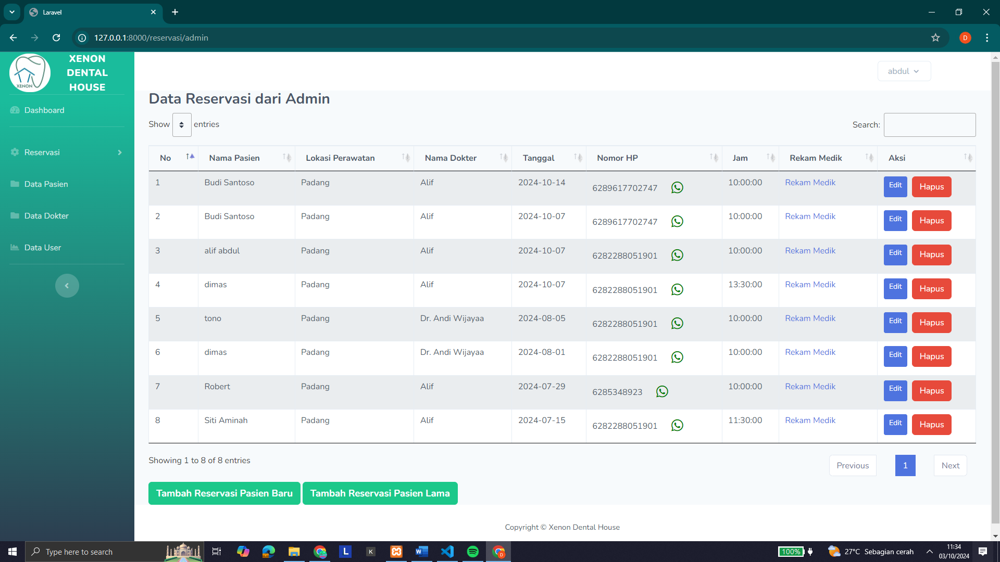 Laravel
127.0.0.1:8000/reservasi/admin
D
XENON
DENTAL
HOUSE
XENON
abdul
Dashboard
Reservasi
Data Pasien
Data Dokter
Data User
Data Reservasi dari Admin
Show entries
Search:
No Nama Pasien Lokasi Perawatan Nama Dokter Tanggal Nomor HP Jam Rekam Medik Aksi
1 Budi Santoso Padang Alif 2024-10-14 6289617702747 10:00:00 Rekam Medik Edit Hapus
2 Budi Santoso Padang Alif 2024-10-07 6289617702747 10:00:00 Rekam Medik Edit Hapus
3 alif abdul Padang Alif 2024-10-07 6282288051901 10:00:00 Rekam Medik Edit Hapus
4 dimas Padang Alif 2024-10-07 6282288051901 13:30:00 Rekam Medik Edit Hapus
5 tono Padang Dr. Andi Wijayaa 2024-08-05 6282288051901 10:00:00 Rekam Medik Edit Hapus
6 dimas Padang Dr. Andi Wijayaa 2024-08-01 6282288051901 10:00:00 Rekam Medik Edit Hapus
7 Robert Padang Alif 2024-07-29 6285348923 10:00:00 Rekam Medik Edit Hapus
8 Siti Aminah Padang Alif 2024-07-15 6282288051901 11:30:00 Rekam Medik Edit Hapus
Showing 1 to 8 of 8 entries
Previous 1 Next
Tambah Reservasi Pasien Baru Tambah Reservasi Pasien Lama
Copyright © Xenon Dental House
Type here to search
L
K
W
D
100%
27°C Sebagian cerah
11:34
03/10/2024